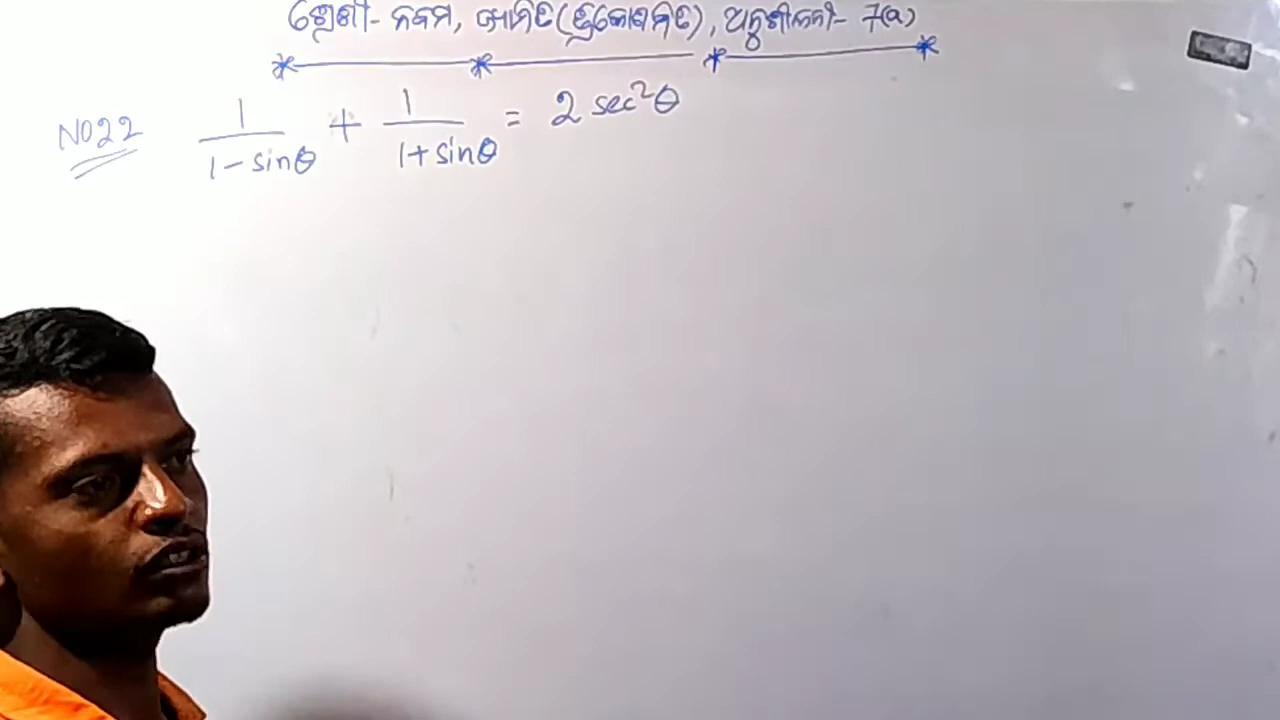 ଶ୍ରେଣୀ- ନବମ, ଜ୍ୟାମିତି (ତ୍ରିକୋଣମିତି), ଅନୁଶୀଳନୀ- 7(a)
NO22 1/(1 - sinθ) + 1/(1 + sinθ) = 2 sec²θ